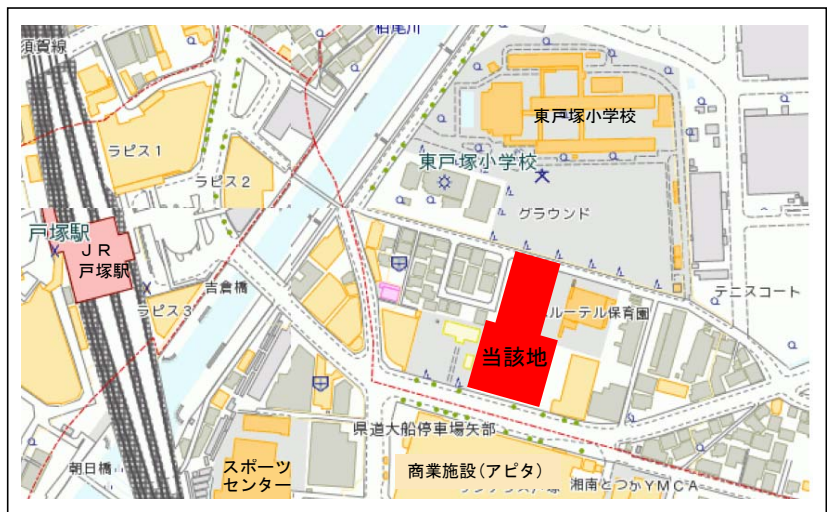 須賀線
柏尾川
東戸塚小学校
ラピス1
東戸塚小学校
ラピス2
グラウンド
戸塚駅
JR
戸塚駅
吉倉橋
ラピス3
テニスコート
ルーテル保育園
当該地
県道大船停車場矢部
朝日橋
スポーツ
センター
商業施設(アピタ)
湘南とつかYMCA